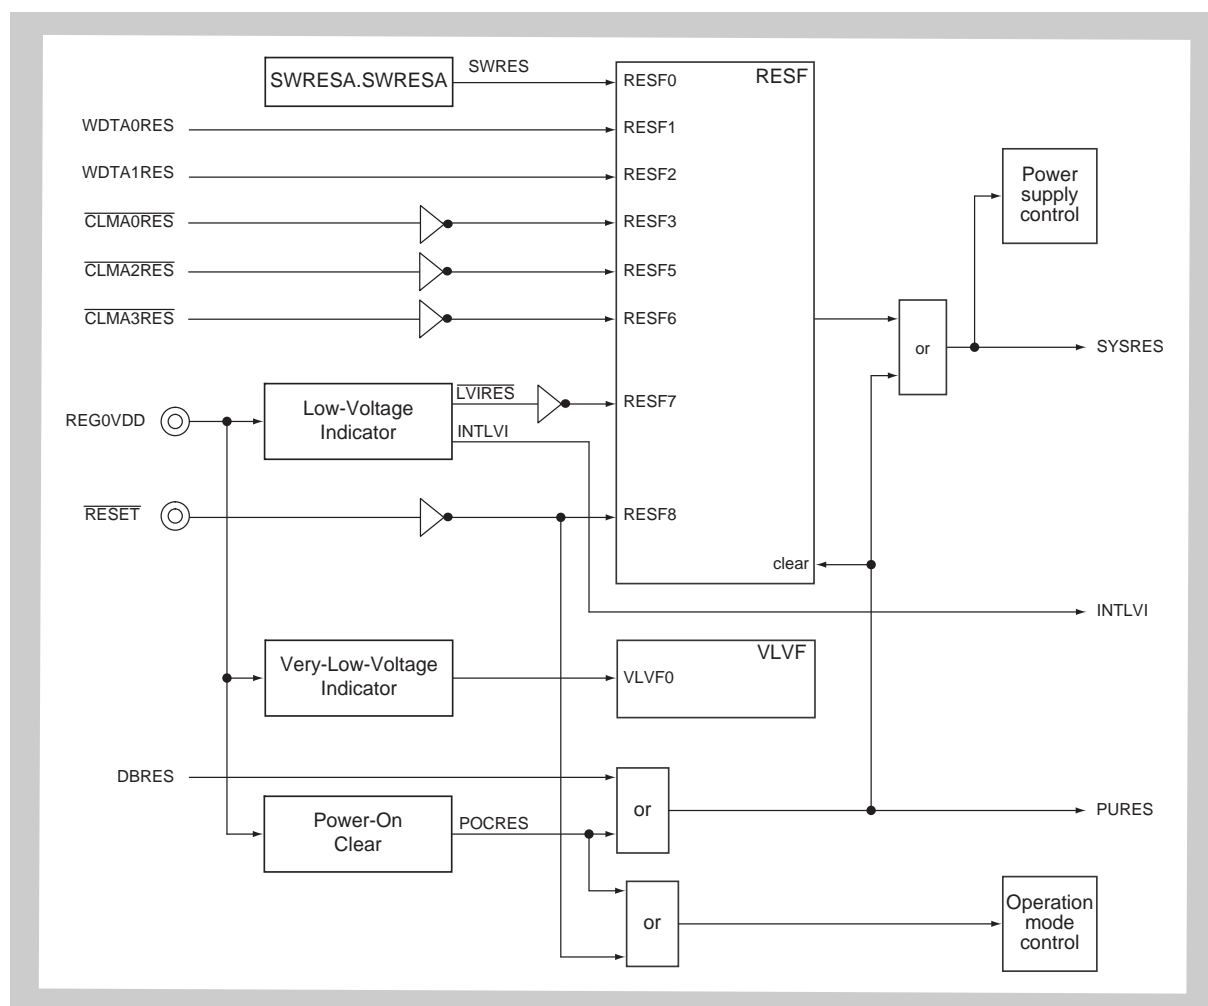 SWRESA.SWRESA
SWRES
RESF0
RESF
WDTA0RES
RESF1
WDTA1RES
RESF2
CLMA0RES
RESF3
CLMA2RES
RESF5
CLMA3RES
RESF6
Power
supply
control
or
SYSRES
REG0VDD
Low-Voltage
Indicator
LVIRES
INTLVI
RESF7
RESET
RESF8
clear
INTLVI
Very-Low-Voltage
Indicator
VLVF
VLVF0
DBRES
or
PURES
Power-On
Clear
POCRES
or
Operation
mode
control